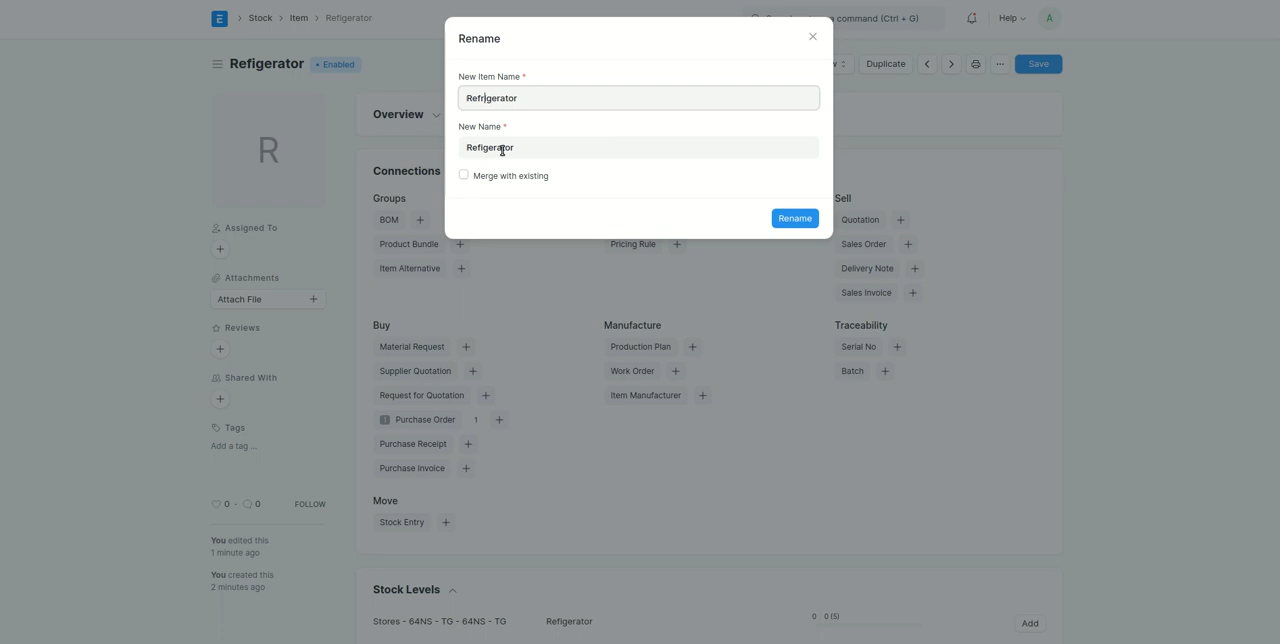 E Stock Item Refigerator
a command (Ctrl + G)
Help
A
Refigerator
Enabled
Duplicate
Save
Rename
New Item Name *
Refrigerator
New Name *
Refigerator
Merge with existing
Rename
R
Assigned To
Attachments
Attach File
Reviews
Shared With
Tags
Add a tag ...
0 · 0 FOLLOW
You edited this
1 minute ago
You created this
2 minutes ago
Overview
Connections
Groups
BOM
Product Bundle
Item Alternative
Pricing Rule
Sell
Quotation
Sales Order
Delivery Note
Sales Invoice
Buy
Material Request
Supplier Quotation
Request for Quotation
1 Purchase Order 1
Purchase Receipt
Purchase Invoice
Manufacture
Production Plan
Work Order
Item Manufacturer
Traceability
Serial No
Batch
Move
Stock Entry
Stock Levels
Stores - 64NS - TG - 64NS - TG Refigerator 0 0 (5) Add